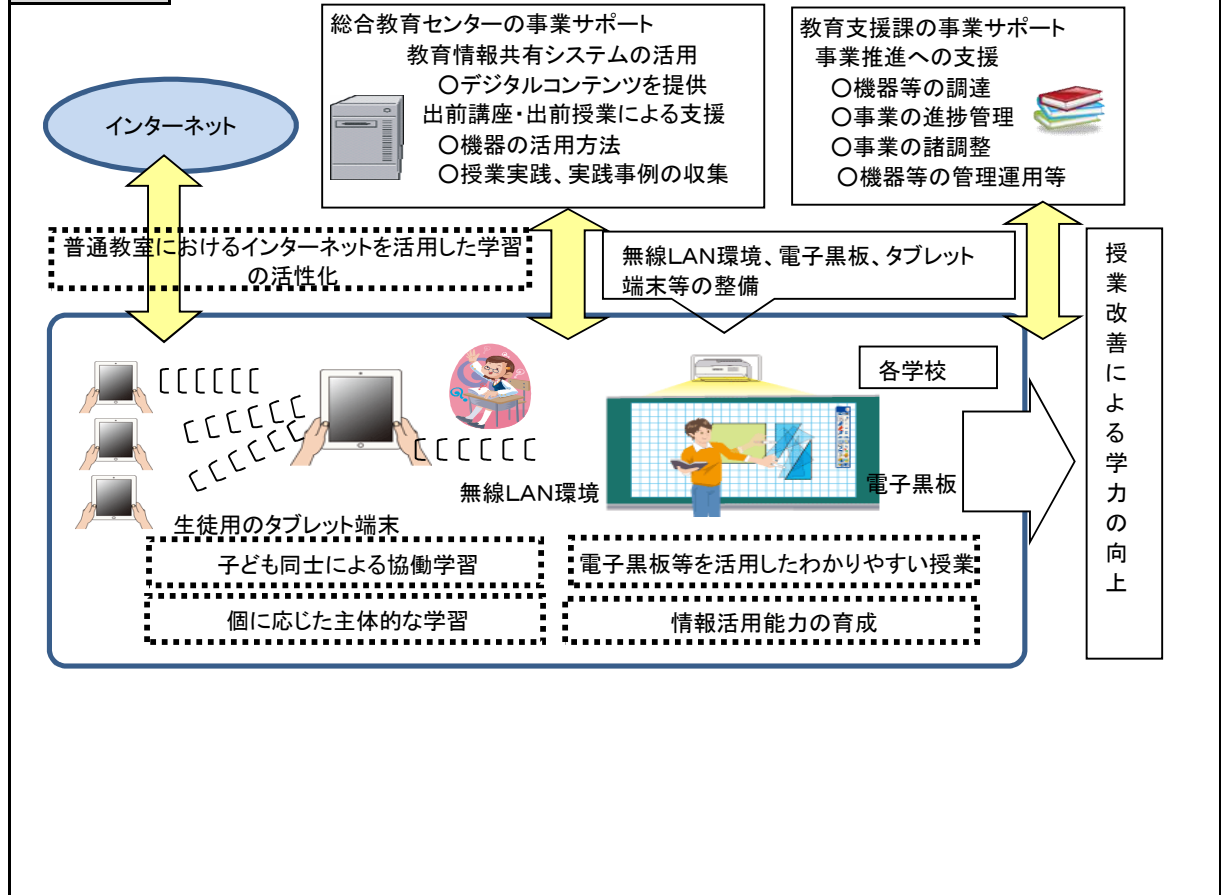 総合教育センターの事業サポート
教育情報共有システムの活用
〇デジタルコンテンツを提供
出前講座・出前授業による支援
〇機器の活用方法
〇授業実践、実践事例の収集
教育支援課の事業サポート
事業推進への支援
〇機器等の調達
〇事業の進捗管理
〇事業の諸調整
〇機器等の管理運用等
インターネット
普通教室におけるインターネットを活用した学習
の活性化
無線LAN環境、電子黒板、タブレット
端末等の整備
各学校
無線LAN環境
電子黒板
生徒用のタブレット端末
子ども同士による協働学習
電子黒板等を活用したわかりやすい授業
個に応じた主体的な学習
情報活用能力の育成
授業改善による学力の向上